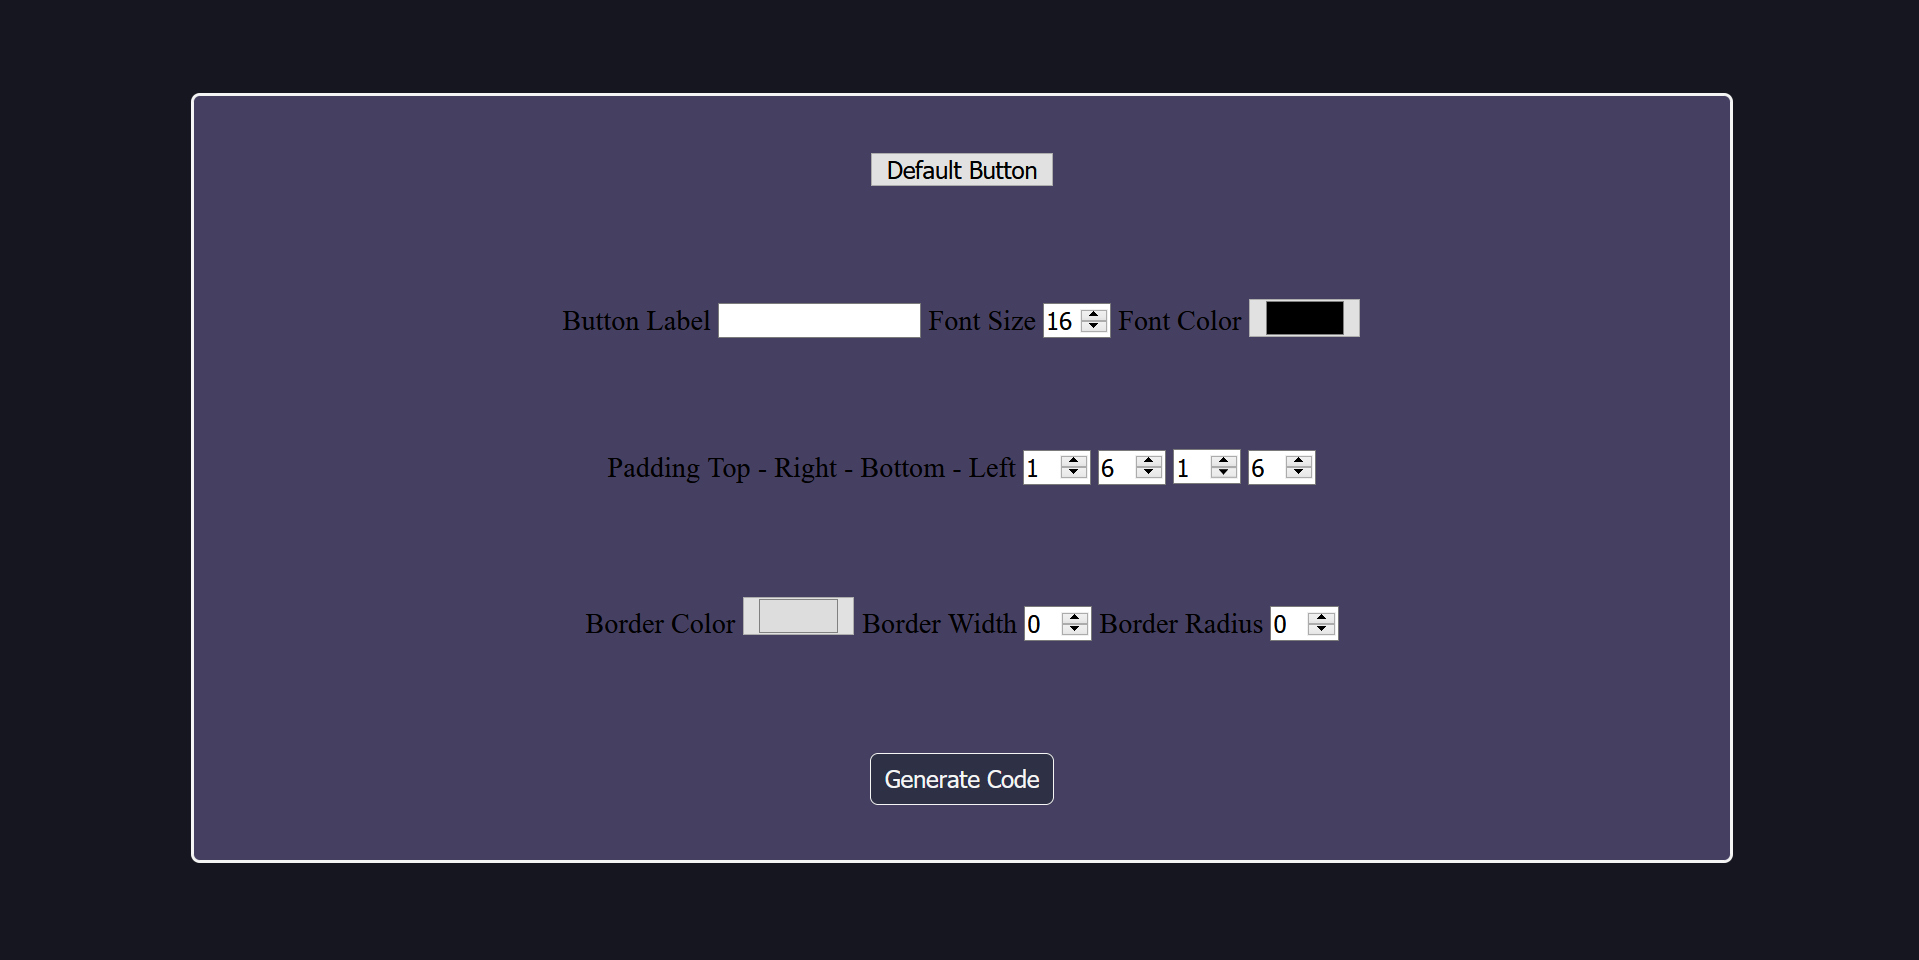 Default Button
Button Label Font Size 16 Font Color
Padding Top - Right - Bottom - Left 1 6 1 6
Border Color Border Width 0 Border Radius 0
Generate Code